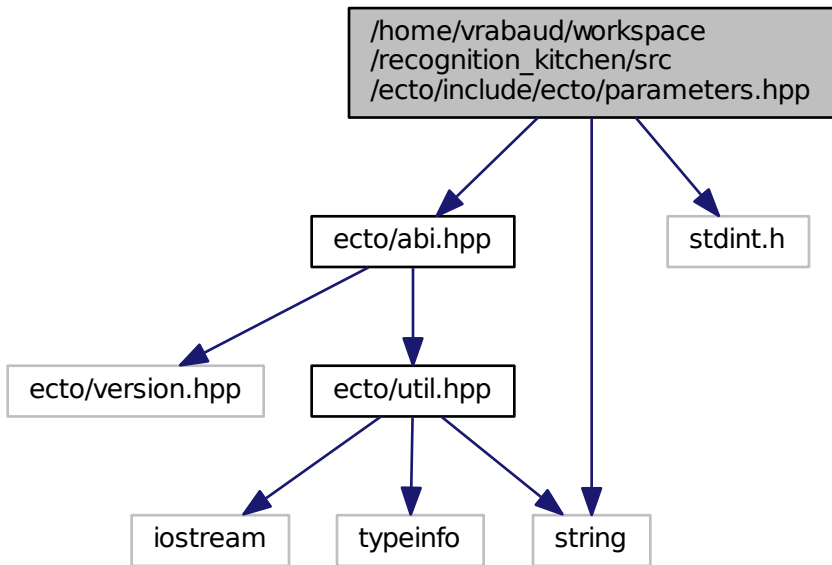 /home/vrabaud/workspace
/recognition_kitchen/src
/ecto/include/ecto/parameters.hpp
ecto/abi.hpp
stdint.h
ecto/version.hpp
ecto/util.hpp
iostream
typeinfo
string